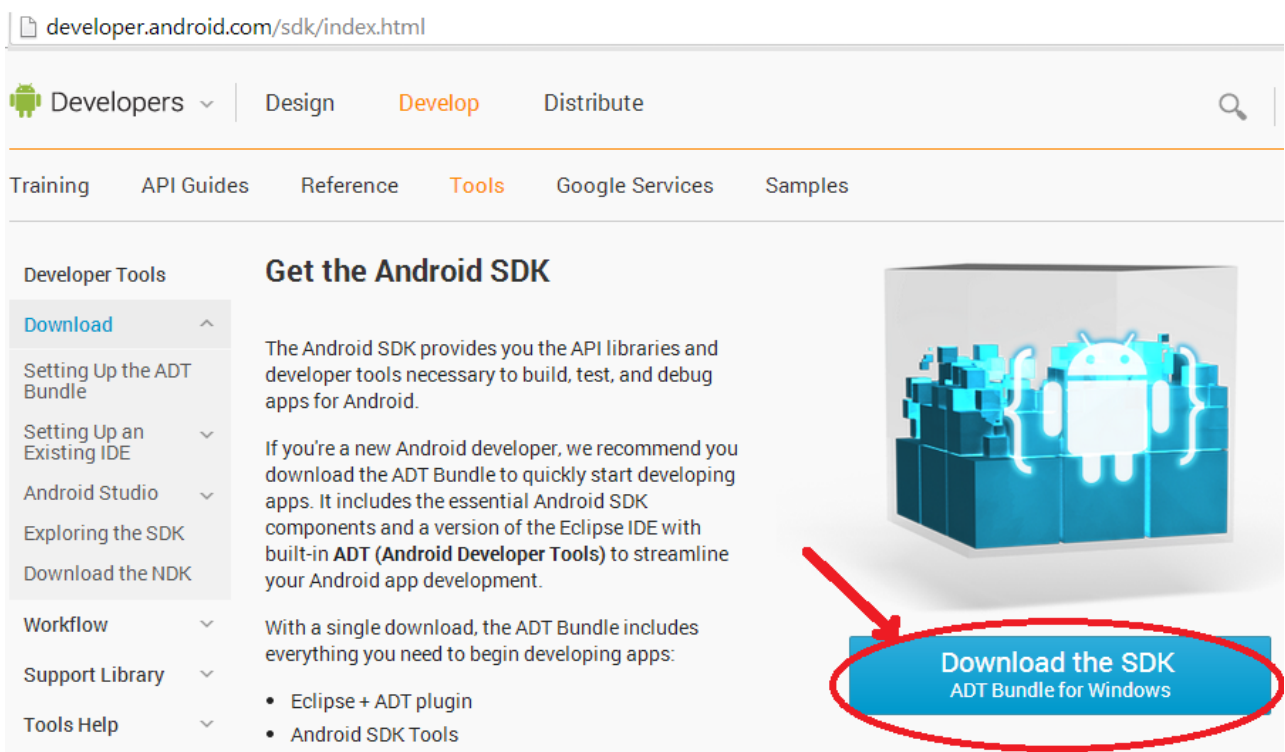 developer.android.com/sdk/index.html
Developers Design Develop Distribute
Training API Guides Reference Tools Google Services Samples
Developer Tools
Download
Setting Up the ADT
Bundle
Setting Up an
Existing IDE
Android Studio
Exploring the SDK
Download the NDK
Workflow
Support Library
Tools Help
Get the Android SDK
The Android SDK provides you the API libraries and
developer tools necessary to build, test, and debug
apps for Android.
If you're a new Android developer, we recommend you
download the ADT Bundle to quickly start developing
apps. It includes the essential Android SDK
components and a version of the Eclipse IDE with
built-in ADT (Android Developer Tools) to streamline
your Android app development.
With a single download, the ADT Bundle includes
everything you need to begin developing apps:
• Eclipse + ADT plugin
• Android SDK Tools
{ }
Download the SDK
ADT Bundle for Windows